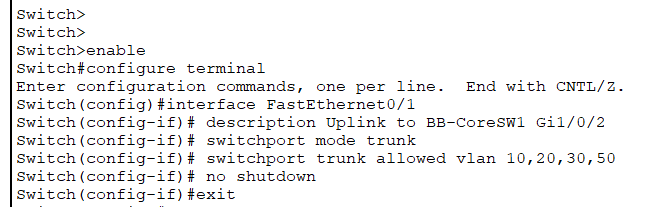 Switch>
Switch>
Switch>enable
Switch#configure terminal
Enter configuration commands, one per line.  End with CNTL/Z.
Switch(config)#interface FastEthernet0/1
Switch(config-if)# description Uplink to BB-CoreSW1 Gi1/0/2
Switch(config-if)# switchport mode trunk
Switch(config-if)# switchport trunk allowed vlan 10,20,30,50
Switch(config-if)# no shutdown
Switch(config-if)#exit